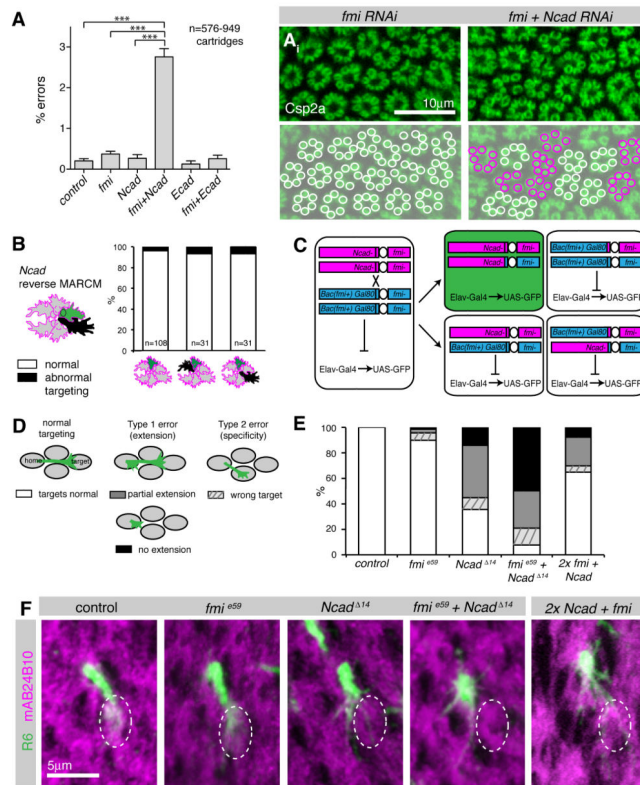 A
***
***
***
n=576-949
cartridges
% errors
3
2
1
0
control
fmi
Ncad
fmi+Ncad
Ecad
fmi+Ecad
Ai
fmi RNAi
fmi + Ncad RNAi
Csp2a
10µm
B
Ncad
reverse MARCM
normal
abnormal
targeting
%
100
80
60
40
20
0
n=108
n=31
n=31
C
Ncad-
fmi-
Ncad-
fmi-
X
Bac(fmi+) Gal80
fmi-
Bac(fmi+) Gal80
fmi-
Elav-Gal4
UAS-GFP
Ncad-
fmi-
Ncad-
fmi-
Elav-Gal4
UAS-GFP
Bac(fmi+) Gal80
fmi-
Bac(fmi+) Gal80
fmi-
Elav-Gal4
UAS-GFP
Ncad-
fmi-
Bac(fmi+) Gal80
fmi-
Elav-Gal4
UAS-GFP
Bac(fmi+) Gal80
fmi-
Ncad-
fmi-
Elav-Gal4
UAS-GFP
D
normal
targeting
Type 1 error
(extension)
Type 2 error
(specificity)
home
target
targets normal
partial extension
wrong target
no extension
E
%
100
80
60
40
20
0
control
fmi e59
Ncad Δ14
fmi e59 +
Ncad Δ14
2x fmi +
Ncad
F
control
fmi e59
Ncad Δ14
fmi e59 + Ncad Δ14
2x Ncad + fmi
R6 mAB24B10
5µm